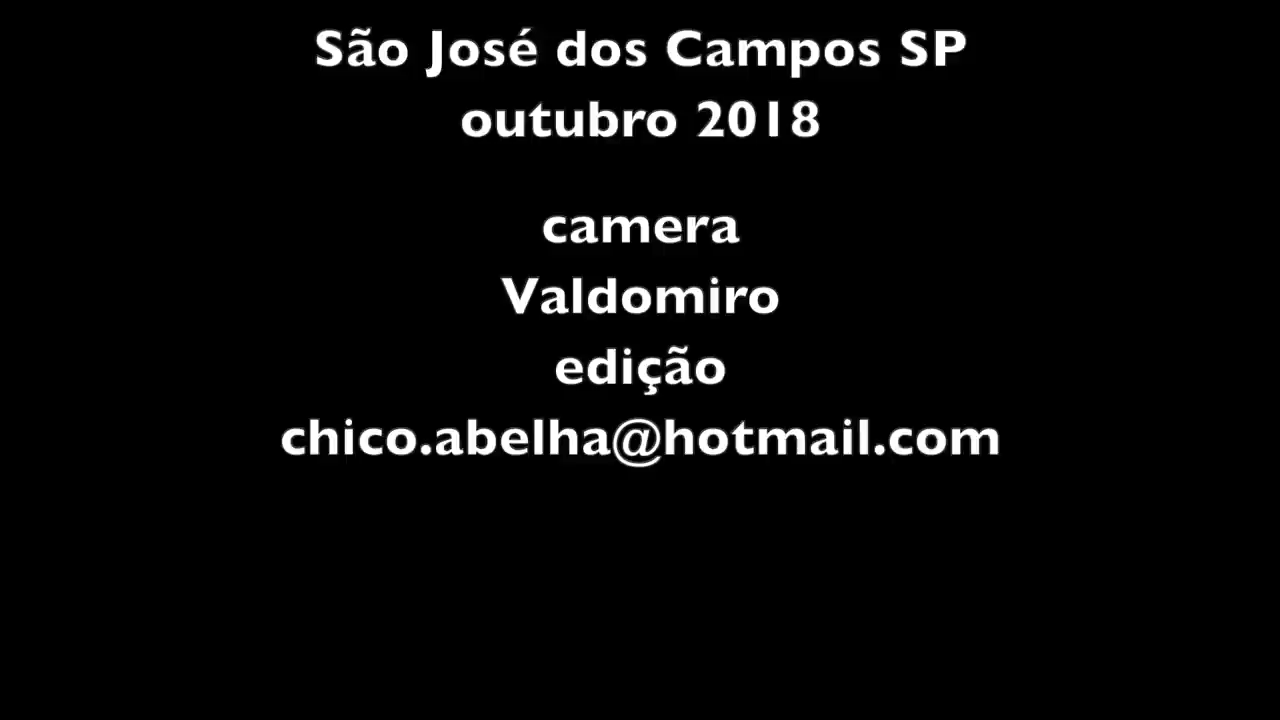 São José dos Campos SP
outubro 2018
camera
Valdomiro
edição
chico.abelha@hotmail.com